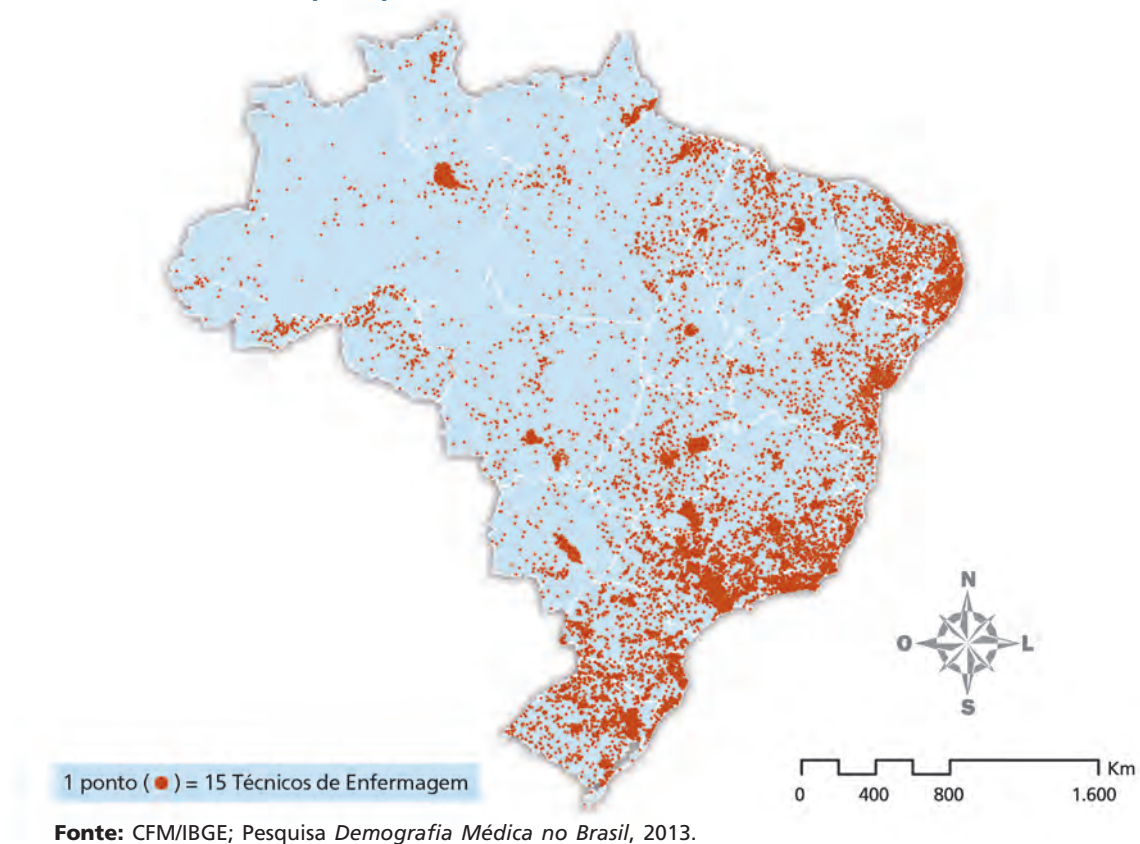 N
O L
S
1 ponto ( ) = 15 Técnicos de Enfermagem
Km
0 400 800 1.600
Fonte: CFM/IBGE; Pesquisa Demografia Médica no Brasil, 2013.